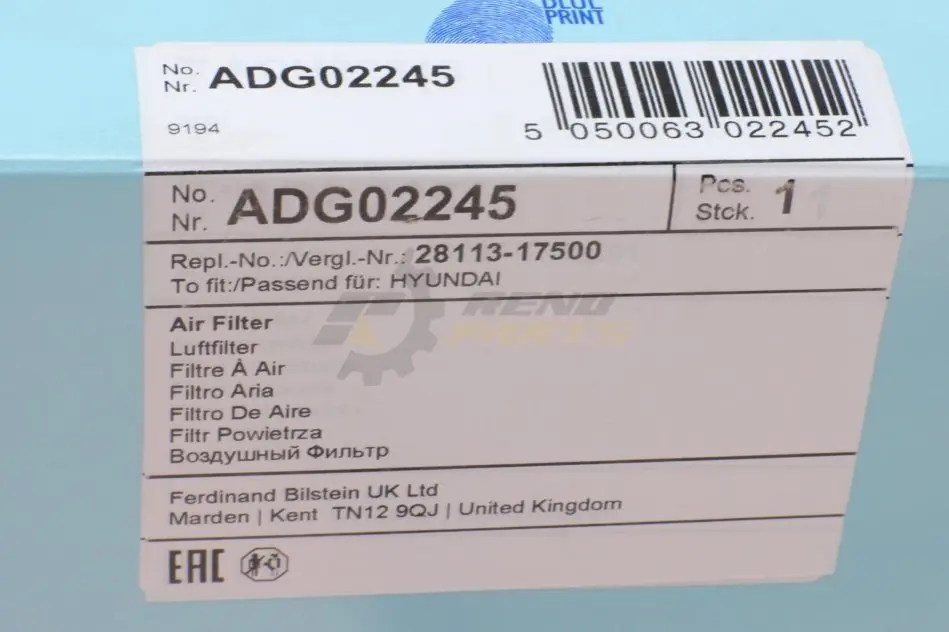 BLUE
PRINT
No. Nr. ADG02245
9194
5 050063 022452
No. Nr. ADG02245
Pcs. Stck. 1
Repl.-No.:/Vergl.-Nr.: 28113-17500
To fit:/Passend für: HYUNDAI
RENO
PARTS
Air Filter
Luftfilter
Filtre À Air
Filtro Aria
Filtro De Aire
Filtr Powietrza
Воздушный Фильтр
Ferdinand Bilstein UK Ltd
Marden | Kent TN12 9QJ | United Kingdom
EAC